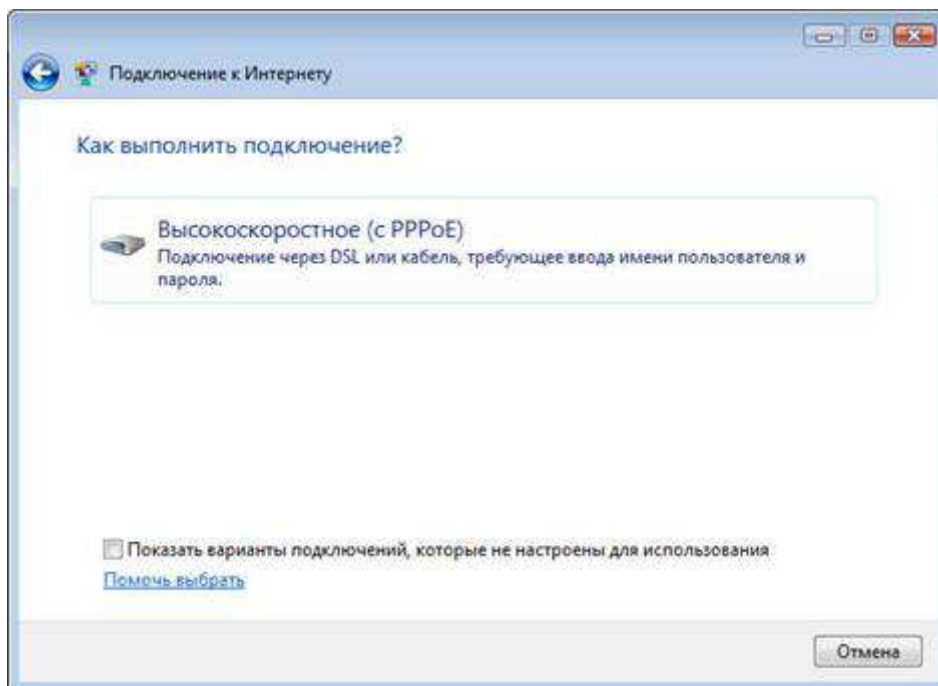 Подключение к Интернету
Как выполнить подключение?
Высокоскоростное (с PPPoE)
Подключение через DSL или кабель, требующее ввода имени пользователя и
пароля.
Показать варианты подключений, которые не настроены для использования
Помочь выбрать
Отмена